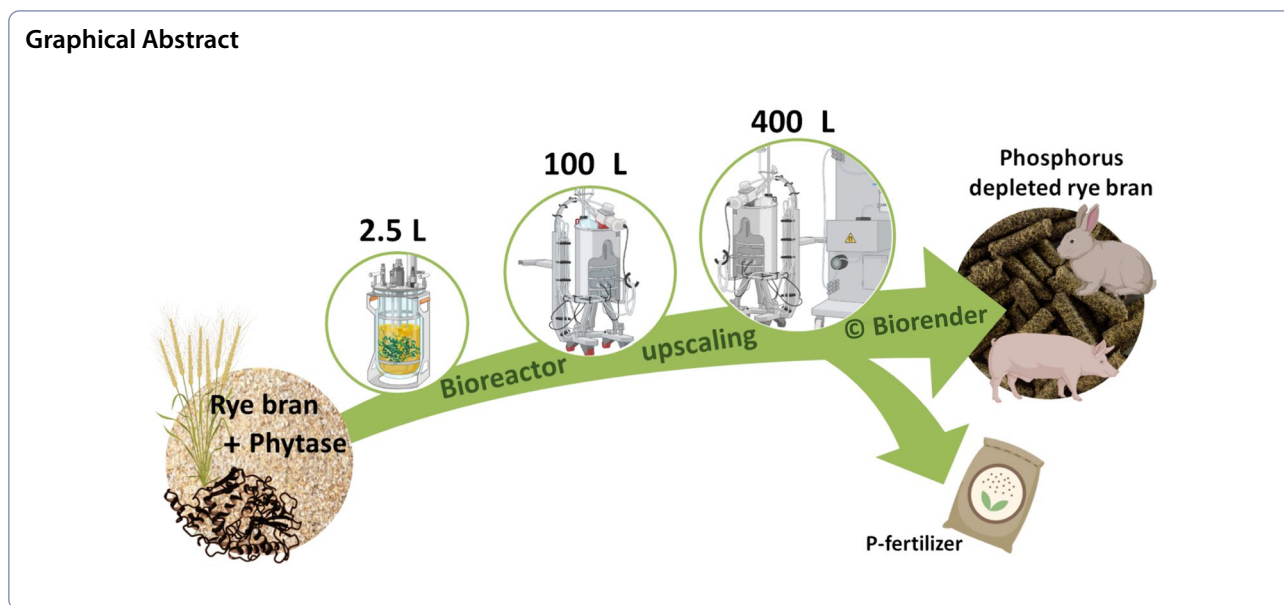 Graphical Abstract
400 L
100 L
2.5 L
Phosphorus
depleted rye bran
Bioreactor upscaling © Biorender
Rye bran
+ Phytase
P-fertilizer